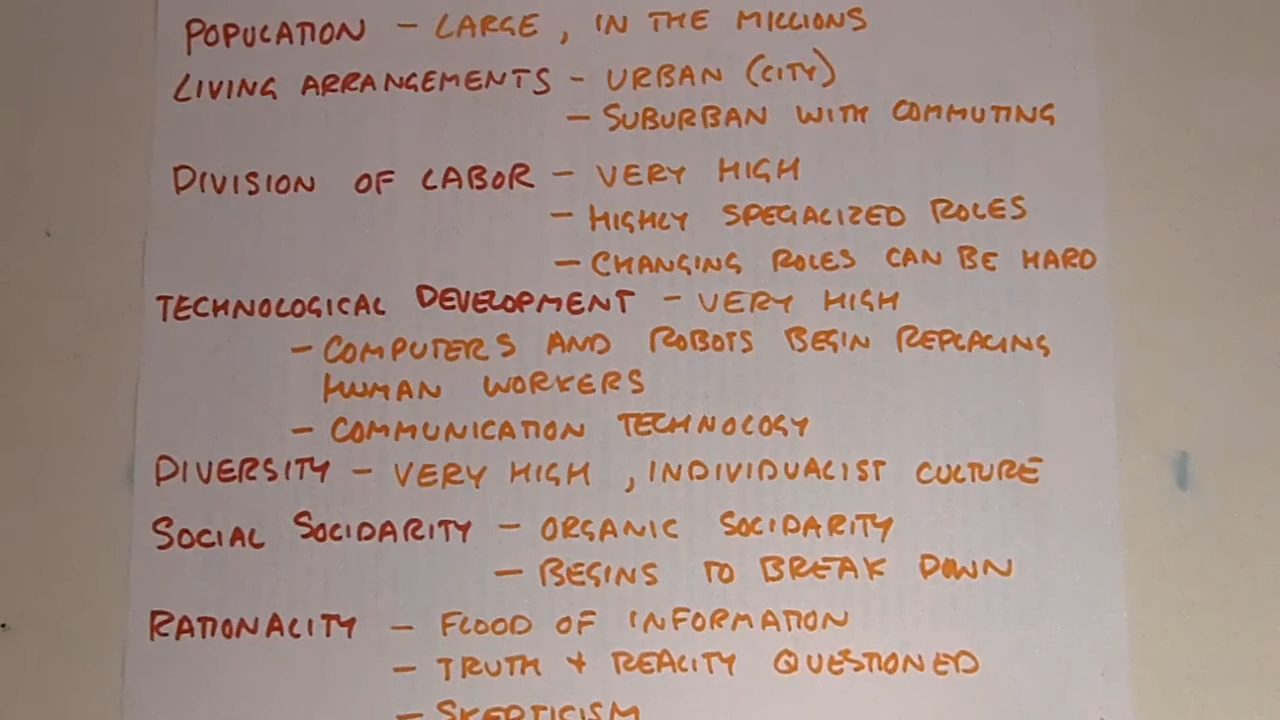 POPULATION - LARGE, IN THE MILLIONS
LIVING ARRANGEMENTS - URBAN (CITY)
- SUBURBAN WITH COMMUTING
DIVISION OF LABOR - VERY HIGH
- HIGHLY SPECIALIZED ROLES
- CHANGING ROLES CAN BE HARD
TECHNOLOGICAL DEVELOPMENT - VERY HIGH
- COMPUTERS AND ROBOTS BEGIN REPLACING
HUMAN WORKERS
- COMMUNICATION TECHNOLOGY
DIVERSITY - VERY HIGH, INDIVIDUALIST CULTURE
SOCIAL SOLIDARITY - ORGANIC SOLIDARITY
- BEGINS TO BREAK DOWN
RATIONALITY - FLOOD OF INFORMATION
- TRUTH + REALITY QUESTIONED
- SKEPTICISM